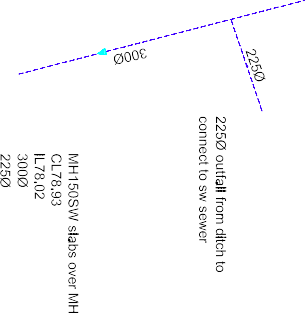 300Ø
225Ø
225Ø outfall from ditch to
connect to sw sewer
MH150SW slabs over MH
CL78.93
IL78.02
300Ø
225Ø